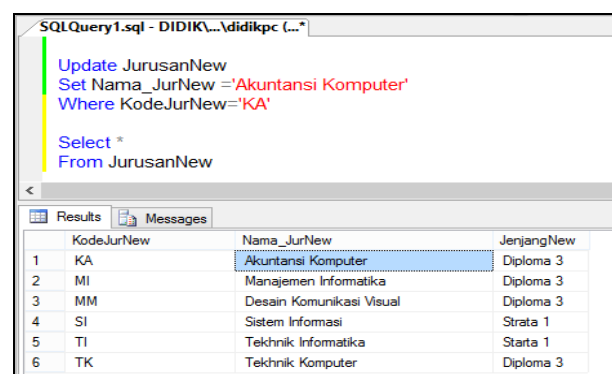 SQLQuery1.sql - DIDIK\...\didikpc (...*
Update JurusanNew
Set Nama_JurNew ='Akuntansi Komputer'
Where KodeJurNew='KA'
Select *
From JurusanNew
Results Messages
KodeJurNew Nama_JurNew JenjangNew
1 KA Akuntansi Komputer Diploma 3
2 MI Manajemen Informatika Diploma 3
3 MM Desain Komunikasi Visual Diploma 3
4 SI Sistem Informasi Strata 1
5 TI Tekhnik Informatika Starta 1
6 TK Tekhnik Komputer Diploma 3